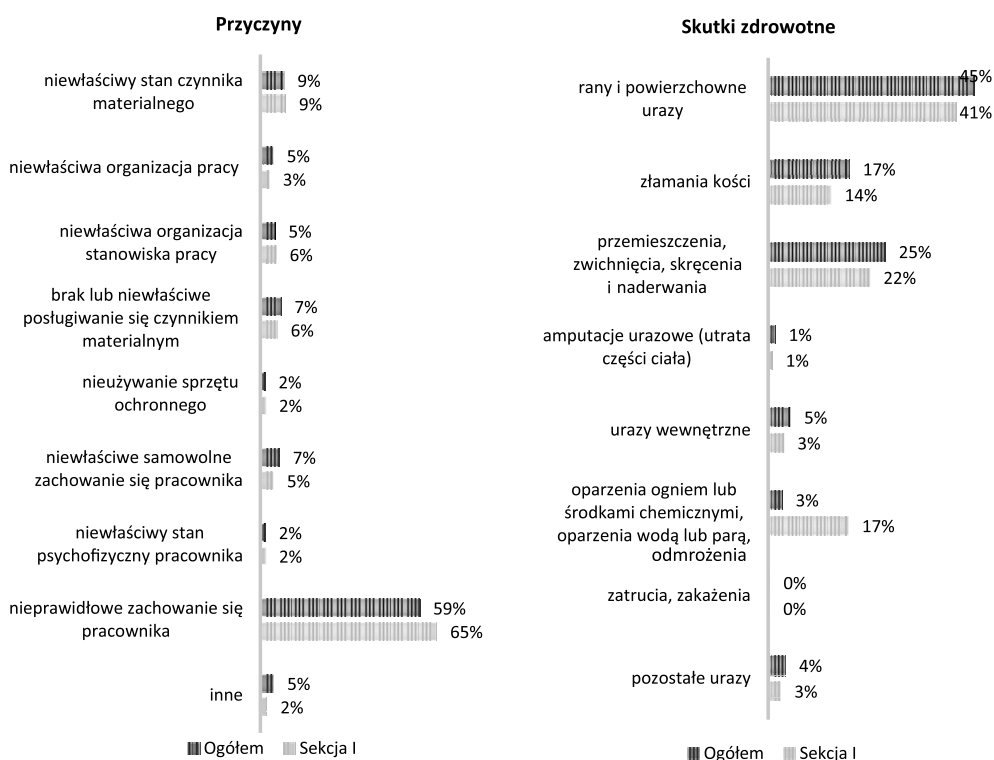 Przyczyny
niewłaściwy stan czynnika
materialnego
9%
9%
niewłaściwa organizacja pracy
5%
3%
niewłaściwa organizacja
stanowiska pracy
5%
6%
brak lub niewłaściwe
posługiwanie się czynnikiem
materialnym
7%
6%
nieużywanie sprzętu
ochronnego
2%
2%
niewłaściwe samowolne
zachowanie się pracownika
7%
5%
niewłaściwy stan
psychofizyczny pracownika
2%
2%
nieprawidłowe zachowanie się
pracownika
59%
65%
inne
5%
2%
Ogółem Sekcja I
Skutki zdrowotne
rany i powierzchowne
urazy
45%
41%
złamania kości
17%
14%
przemieszczenia,
zwichnięcia, skręcenia
i naderwania
25%
22%
amputacje urazowe (utrata
części ciała)
1%
1%
urazy wewnętrzne
5%
3%
oparzenia ogniem lub
środkami chemicznymi,
oparzenia wodą lub parą,
odmrożenia
3%
17%
zatrucia, zakażenia
0%
0%
pozostałe urazy
4%
3%
Ogółem Sekcja I